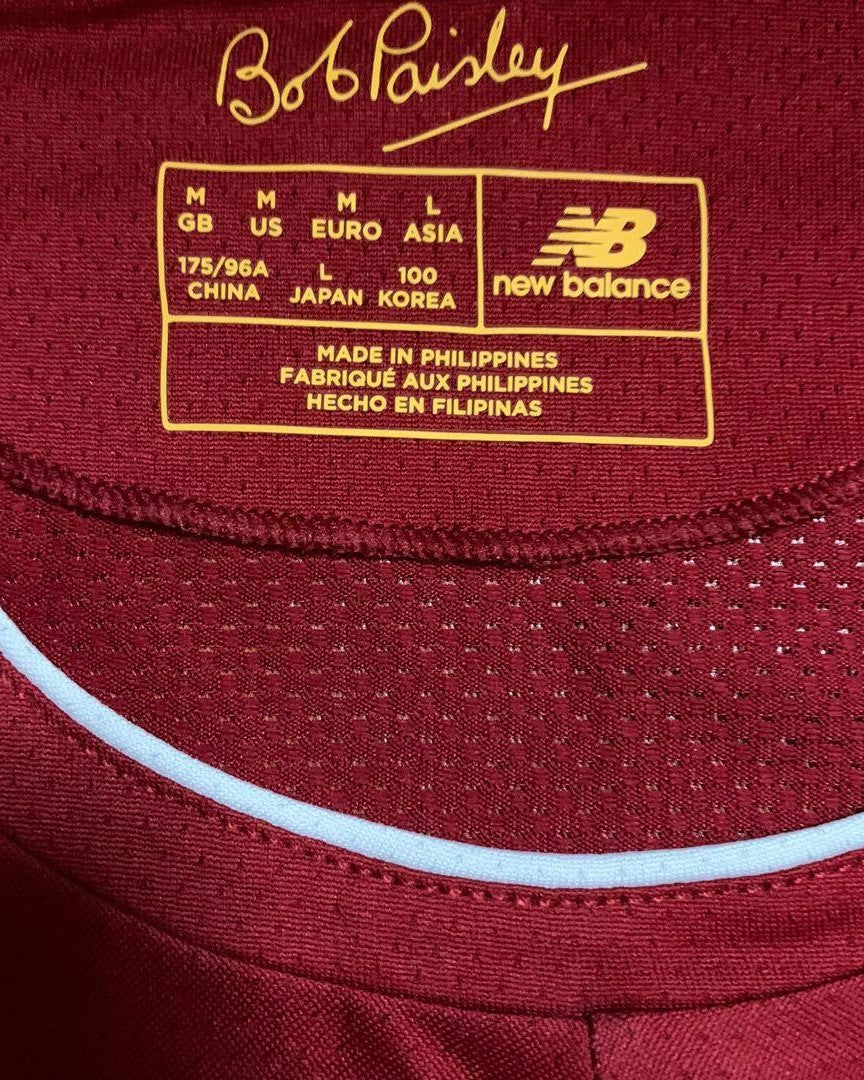 Bob Paisley
M M M L
GB US EURO ASIA
175/96A L 100
CHINA JAPAN KOREA
NB
new balance
MADE IN PHILIPPINES
FABRIQUÉ AUX PHILIPPINES
HECHO EN FILIPINAS